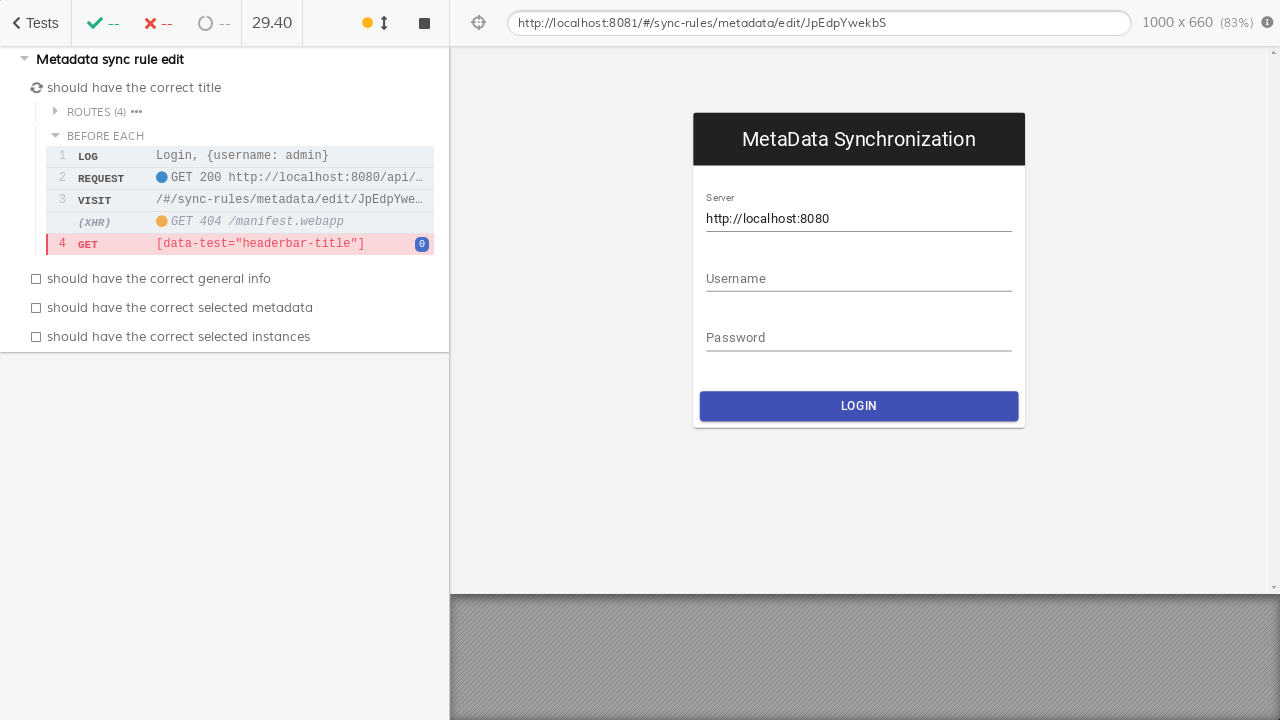 Tests
--
--
--
29.40
http://localhost:8081/#/sync-rules/metadata/edit/JpEdpYwekbS
1000 x 660 (83%)
Metadata sync rule edit
should have the correct title
ROUTES (4)
BEFORE EACH
1 LOG Login, {username: admin}
2 REQUEST GET 200 http://localhost:8080/api/…
3 VISIT /#/sync-rules/metadata/edit/JpEdpYwe…
(XHR) GET 404 /manifest.webapp
4 GET [data-test="headerbar-title"] 0
should have the correct general info
should have the correct selected metadata
should have the correct selected instances
MetaData Synchronization
Server
http://localhost:8080
Username
Password
LOGIN